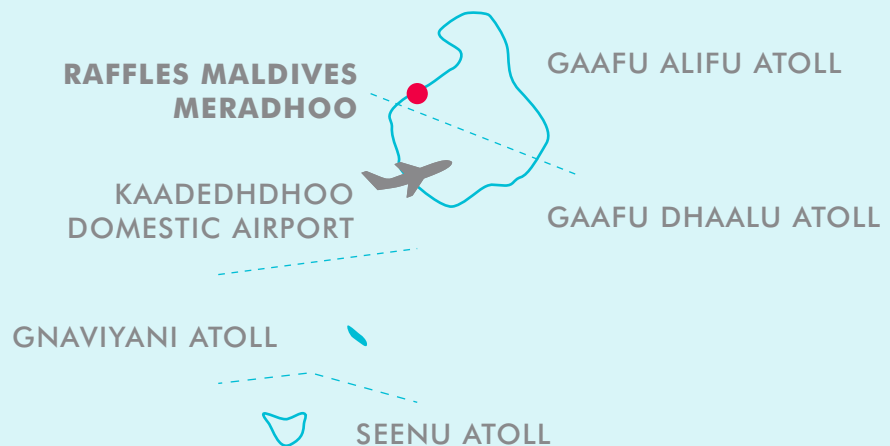 GAAFU ALIFU ATOLL
RAFFLES MALDIVES
MERADHOO
KAADEDHDHOO
DOMESTIC AIRPORT
GAAFU DHAALU ATOLL
GNAVIYANI ATOLL
SEENU ATOLL